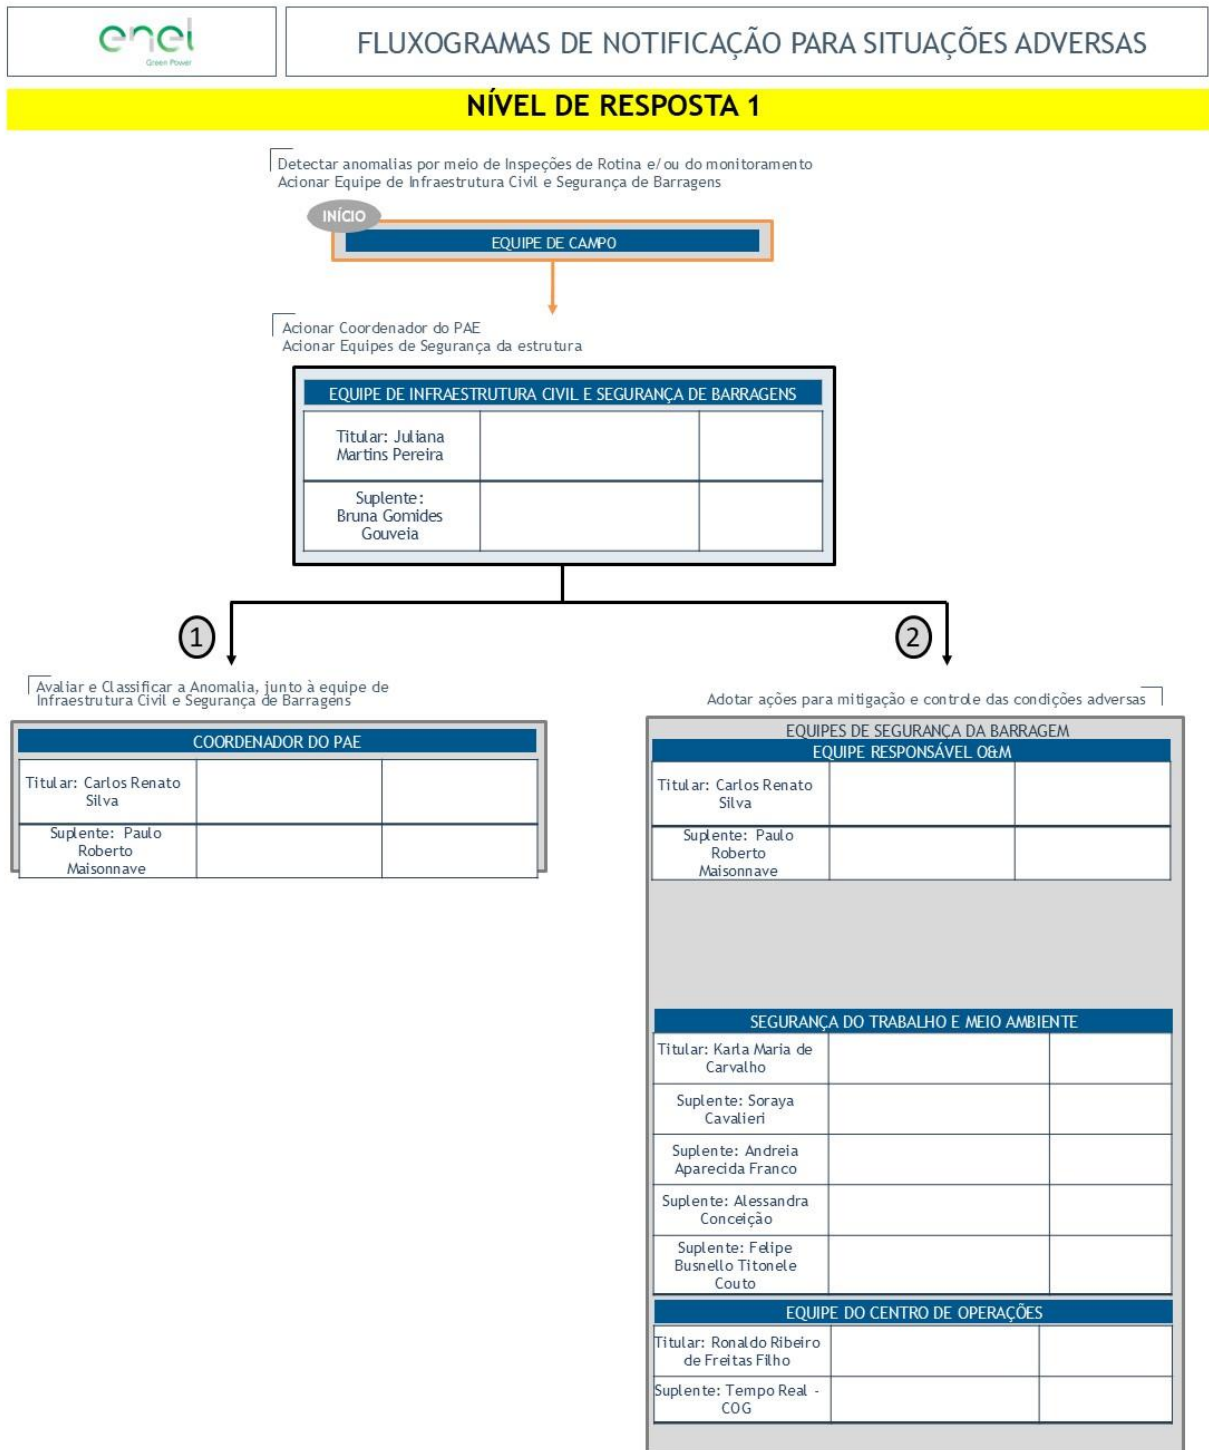 enel
Green Power
FLUXOGRAMAS DE NOTIFICAÇÃO PARA SITUAÇÕES ADVERSAS
NÍVEL DE RESPOSTA 1
Detectar anomalias por meio de Inspeções de Rotina e/ou do monitoramento
Acionar Equipe de Infraestrutura Civil e Segurança de Barragens
INÍCIO
EQUIPE DE CAMPO
Acionar Coordenador do PAE
Acionar Equipes de Segurança da estrutura
EQUIPE DE INFRAESTRUTURA CIVIL E SEGURANÇA DE BARRAGENS
Titular: Juliana
Martins Pereira
Suplente:
Bruna Gomides
Gouveia
1
2
Avaliar e Classificar a Anomalia, junto à equipe de
Infraestrutura Civil e Segurança de Barragens
COORDENADOR DO PAE
Titular: Carlos Renato
Silva
Suplente: Paulo
Roberto
Maisonnave
Adotar ações para mitigação e controle das condições adversas
EQUIPES DE SEGURANÇA DA BARRAGEM
EQUIPE RESPONSÁVEL O&M
Titular: Carlos Renato
Silva
Suplente: Paulo
Roberto
Maisonnave
SEGURANÇA DO TRABALHO E MEIO AMBIENTE
Titular: Karla Maria de
Carvalho
Suplente: Soraya
Cavalieri
Suplente: Andreia
Aparecida Franco
Suplente: Alessandra
Conceição
Suplente: Felipe
Busnello Titonele
Couto
EQUIPE DO CENTRO DE OPERAÇÕES
Titular: Ronaldo Ribeiro
de Freitas Filho
Suplente: Tempo Real -
COG